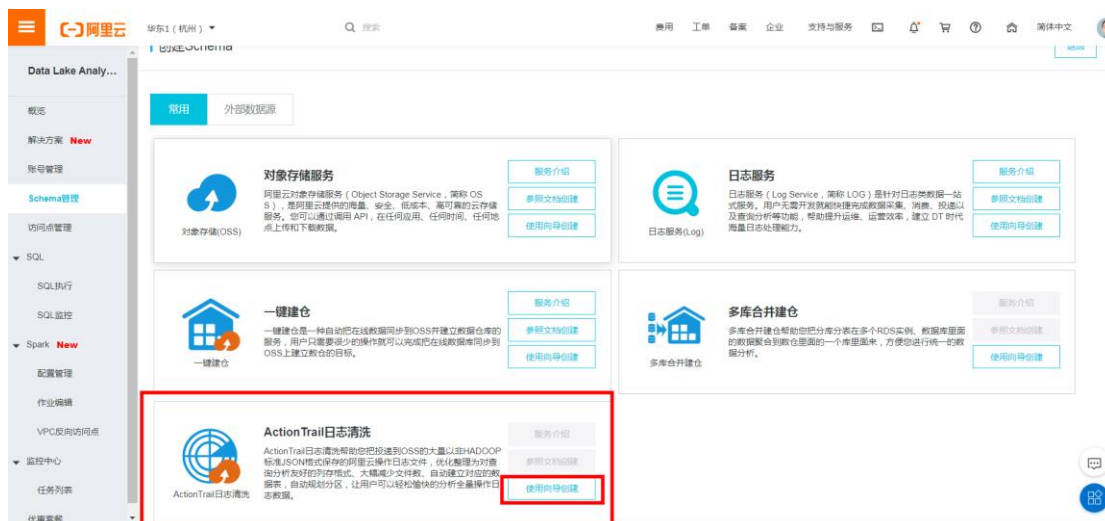 阿里云
华东1（杭州）
搜索
费用 工单 备案 企业 支持与服务 简体中文
创建Schema
Data Lake Analy...
概览
解决方案 New
账号管理
Schema管理
访问点管理
SQL
SQL执行
SQL监控
Spark New
配置管理
作业编辑
VPC反向访问点
监控中心
任务列表
优惠套餐
常用 外部数据源
对象存储(OSS)
对象存储服务
阿里云对象存储服务（Object Storage Service，简称 OS
S），是阿里云提供的海量、安全、低成本、高可靠的云存储
服务。您可以通过调用 API，在任何应用、任何时间、任何地
点上传和下载数据。
服务介绍
参照文档创建
使用向导创建
日志服务(Log)
日志服务
日志服务（Log Service，简称 LOG）是针对日志类数据一站
式服务。用户无需开发就能快捷完成数据采集、消费、投递以
及查询分析等功能，帮助提升运维、运营效率，建立 DT 时代
海量日志处理能力。
服务介绍
参照文档创建
使用向导创建
一键建仓
一键建仓
一键建仓是一种自动把在线数据同步到OSS并建立数据仓库的
服务，用户只需要很少的操作就可以完成把在线数据库同步到
OSS上建立数仓的目标。
服务介绍
参照文档创建
使用向导创建
多库合并建仓
多库合并建仓
多库合并建仓帮助您把分库分表在多个RDS实例、数据库里面
的数据聚合到数仓里面的一个库里面来，方便您进行统一的数
据分析。
服务介绍
参照文档创建
使用向导创建
ActionTrail日志清洗
ActionTrail日志清洗
ActionTrail日志清洗帮助您把投递到OSS的大量以非HADOOP
标准JSON格式保存的阿里云操作日志文件，优化整理为对查
询分析友好的列存格式、大幅减少文件数、自动建立对应的数
据表，自动规划分区，让用户可以轻松愉快的分析全量操作日
志数据。
服务介绍
参照文档创建
使用向导创建